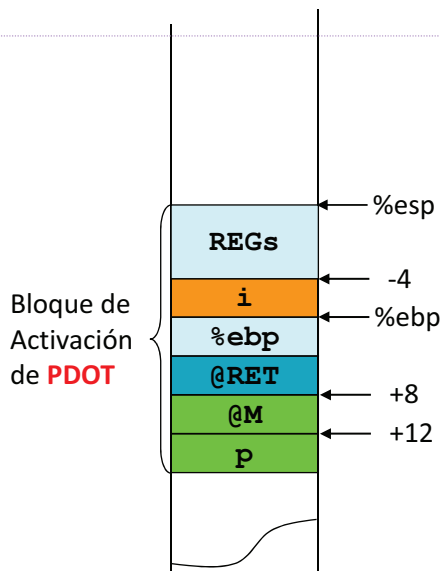 %esp
REGs
-4
i
%ebp
Bloque de
Activación
de PDOT
%ebp
@RET
+8
@M
+12
p